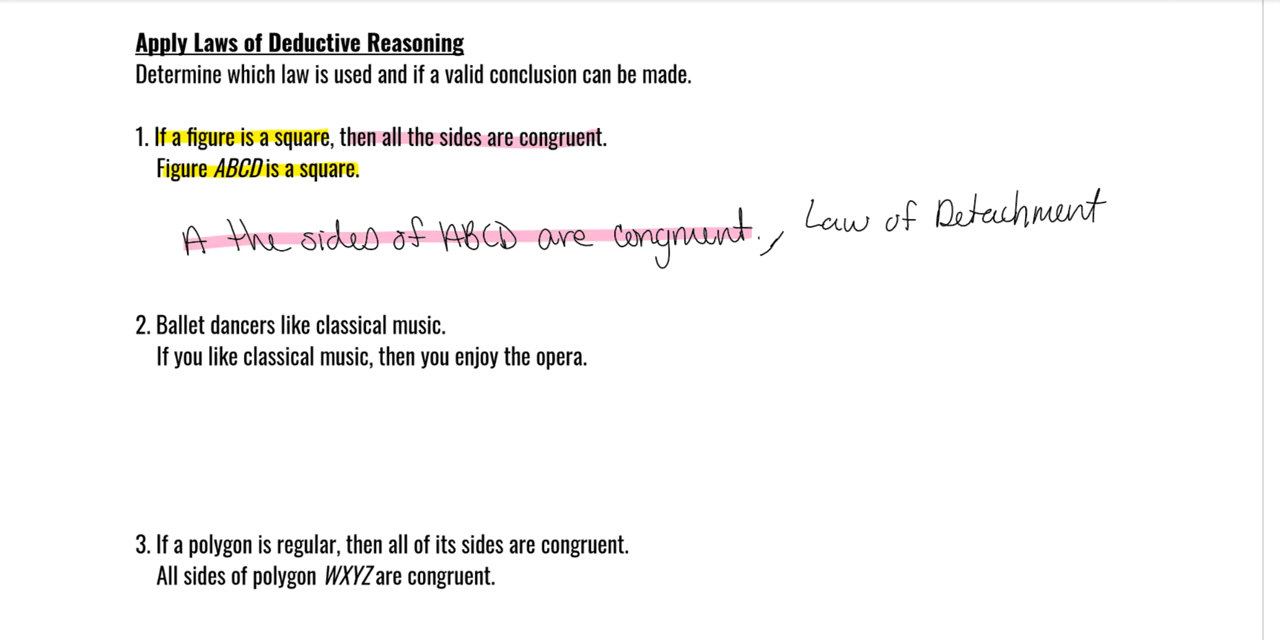 Apply Laws of Deductive Reasoning
Determine which law is used and if a valid conclusion can be made.
1. If a figure is a square, then all the sides are congruent.
Figure ABCD is a square.
A the sides of ABCD are congruent., Law of Detachment
2. Ballet dancers like classical music.
If you like classical music, then you enjoy the opera.
3. If a polygon is regular, then all of its sides are congruent.
All sides of polygon WXYZ are congruent.